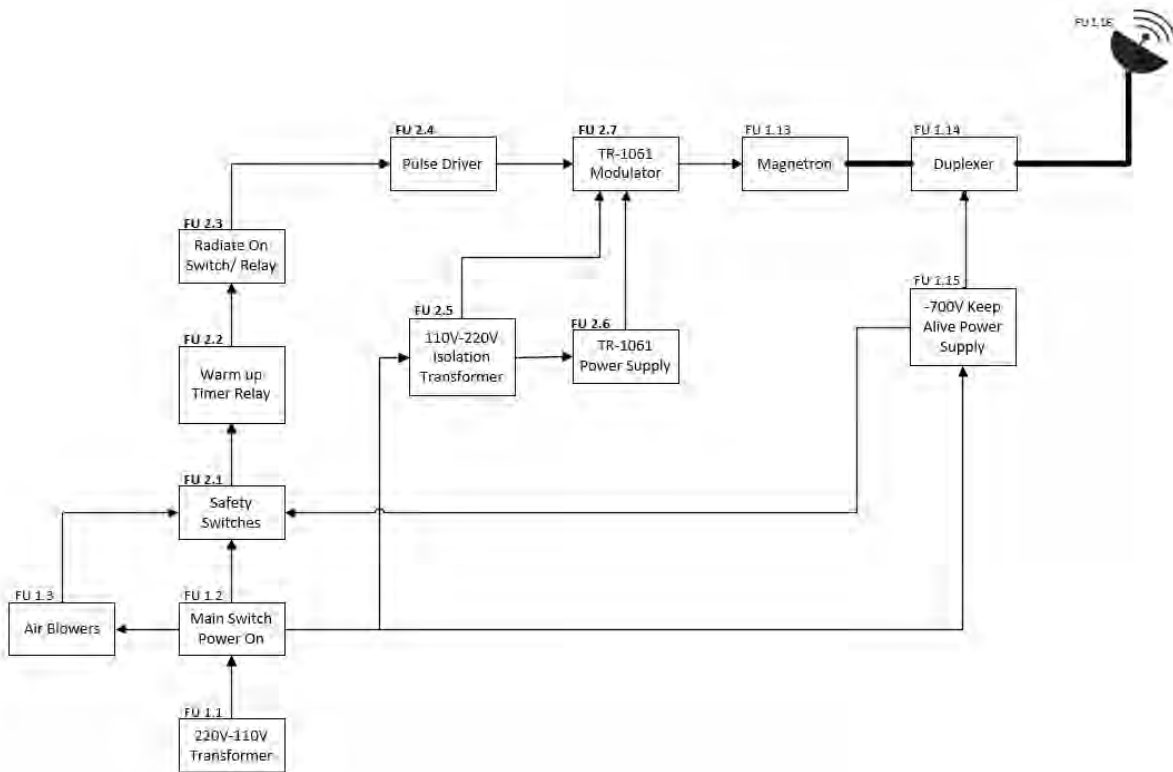 FU 1.16
FU 2.4
Pulse Driver
FU 2.7
TR-1061
Modulator
FU 1.13
Magnetron
FU 1.14
Duplexer
FU 2.3
Radiate On
Switch/ Relay
FU 2.5
110V-220V
Isolation
Transformer
FU 2.6
TR-1061
Power Supply
FU 1.15
-700V Keep
Alive Power
Supply
FU 2.2
Warm up
Timer Relay
FU 2.1
Safety
Switches
FU 1.3
Air Blowers
FU 1.2
Main Switch
Power On
FU 1.1
220V-110V
Transformer